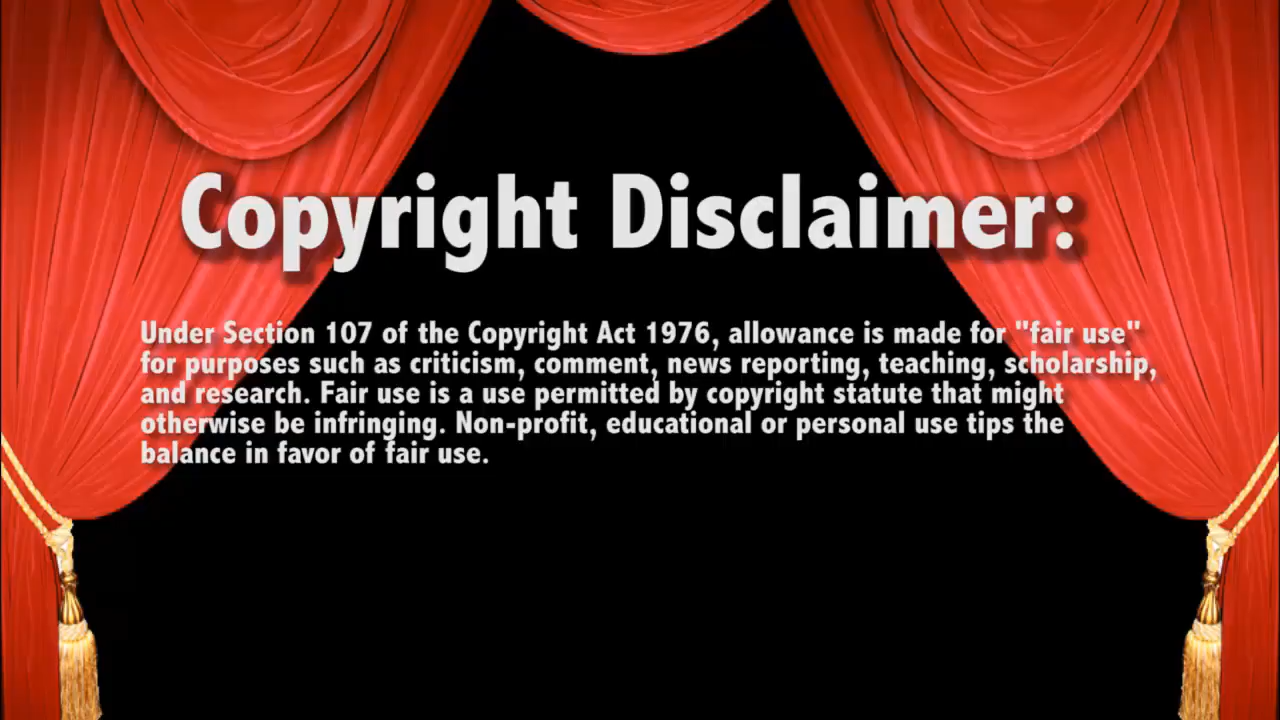 Copyright Disclaimer:
Under Section 107 of the Copyright Act 1976, allowance is made for "fair use"
for purposes such as criticism, comment, news reporting, teaching, scholarship,
and research. Fair use is a use permitted by copyright statute that might
otherwise be infringing. Non-profit, educational or personal use tips the
balance in favor of fair use.